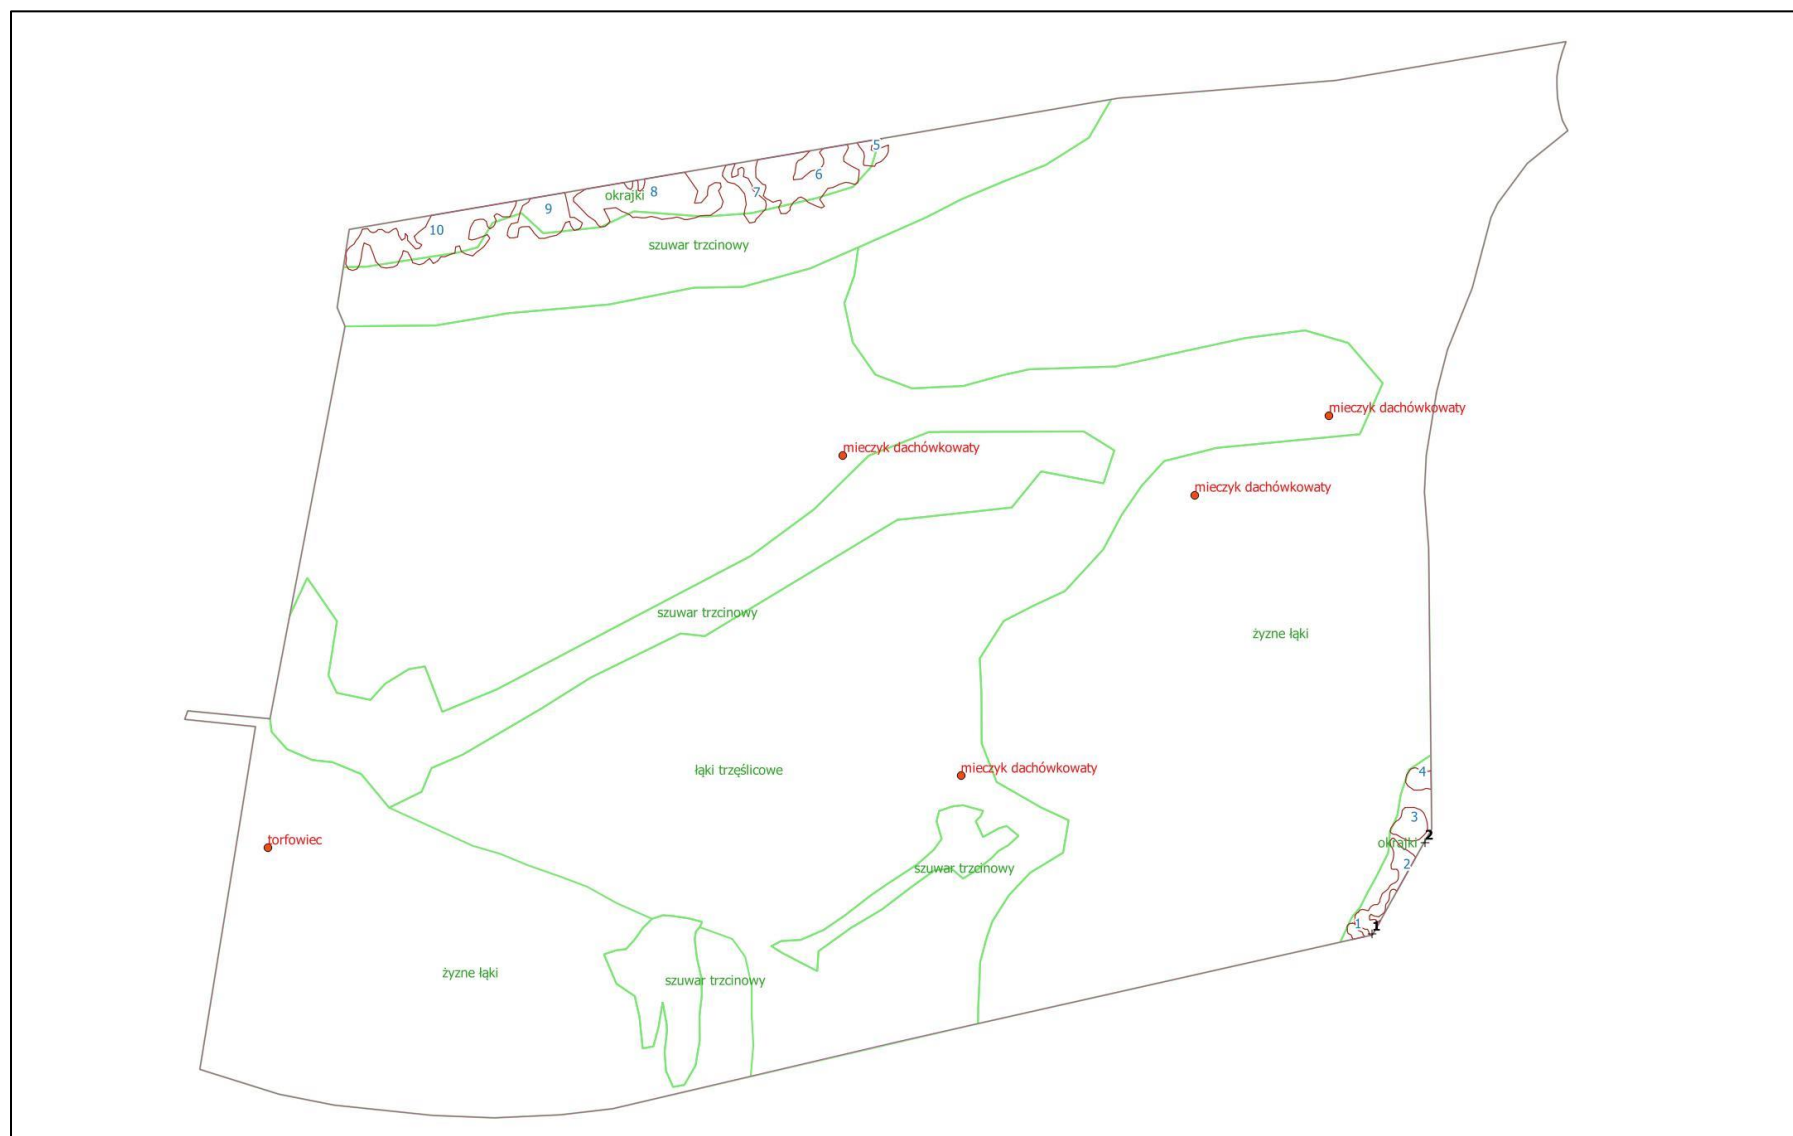 5
6
7
8
okrajki
9
10
szuwar trzcinowy
mieczyk dachówkowaty
mieczyk dachówkowaty
mieczyk dachówkowaty
szuwar trzcinowy
żyzne łąki
łąki trzęślicowe
mieczyk dachówkowaty
4
3
2
okrajki
torfowiec
2
szuwar trzcinowy
1
1
żyzne łąki
szuwar trzcinowy